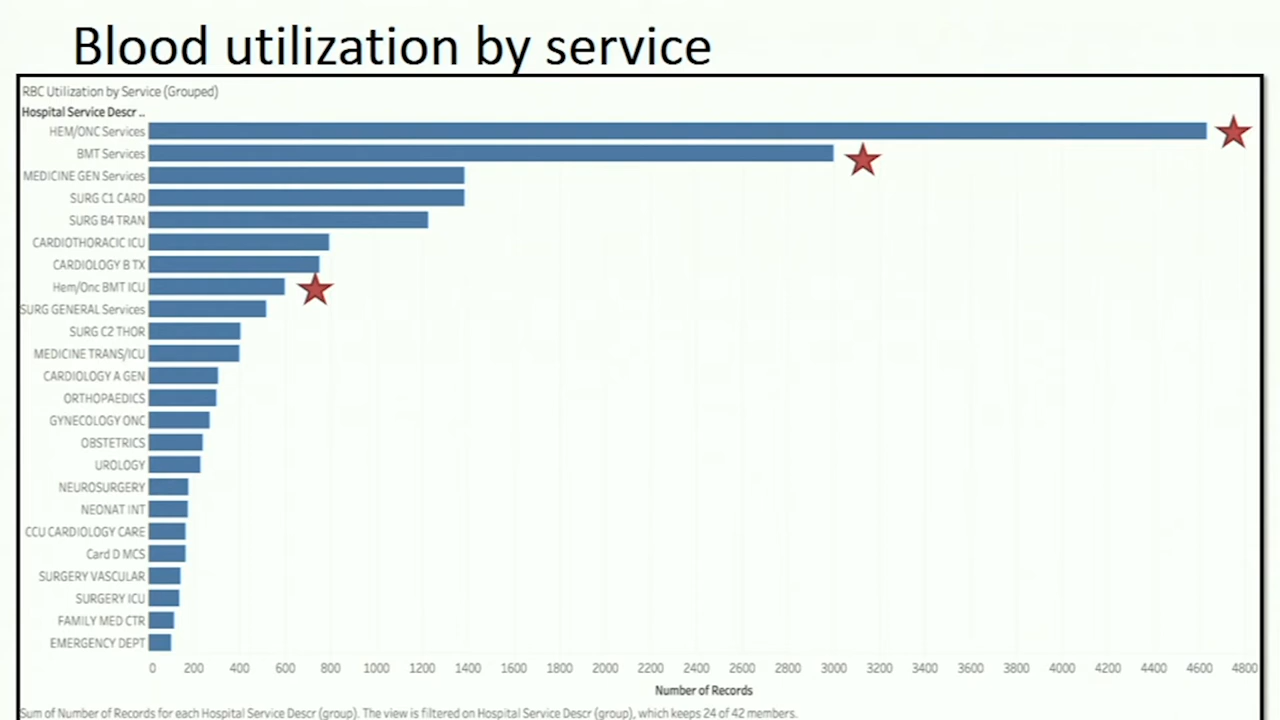 Blood utilization by service
RBC Utilization by Service (Grouped)
Hospital Service Descr ..
HEM/ONC Services
BMT Services
MEDICINE GEN Services
SURG C1 CARD
SURG B4 TRAN
CARDIOTHORACIC ICU
CARDIOLOGY B TX
Hem/Onc BMT ICU
SURG GENERAL Services
SURG C2 THOR
MEDICINE TRANS/ICU
CARDIOLOGY A GEN
ORTHOPAEDICS
GYNECOLOGY ONC
OBSTETRICS
UROLOGY
NEUROSURGERY
NEONAT INT
CCU CARDIOLOGY CARE
Card D MCS
SURGERY VASCULAR
SURGERY ICU
FAMILY MED CTR
EMERGENCY DEPT
0 200 400 600 800 1000 1200 1400 1600 1800 2000 2200 2400 2600 2800 3000 3200 3400 3600 3800 4000 4200 4400 4600 4800
Number of Records
Sum of Number of Records for each Hospital Service Descr (group). The view is filtered on Hospital Service Descr (group), which keeps 24 of 42 members.